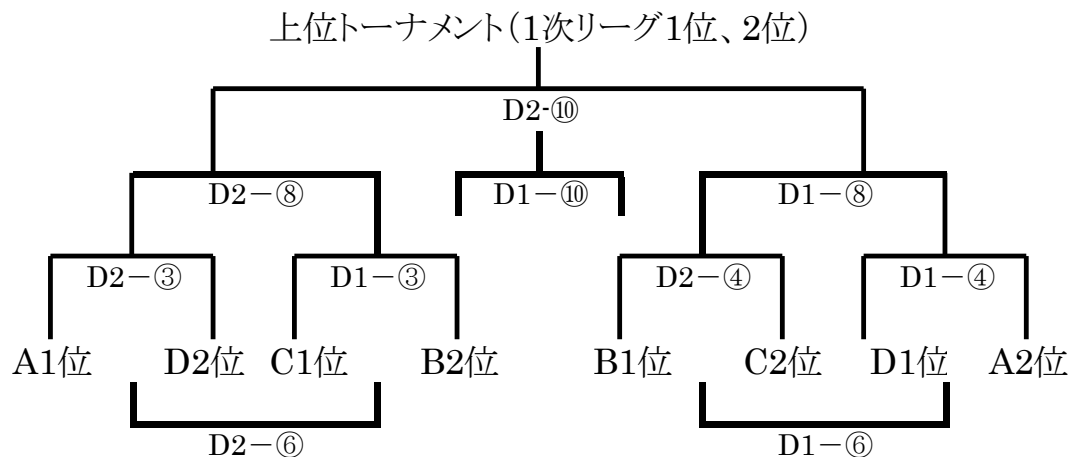 上位トーナメント(1次リーグ1位、2位)
D2-⑩
D2－⑧ D1－⑩ D1－⑧
D2－③ D1－③ D2－④ D1－④
A1位 D2位 C1位 B2位 B1位 C2位 D1位 A2位
D2－⑥ D1－⑥